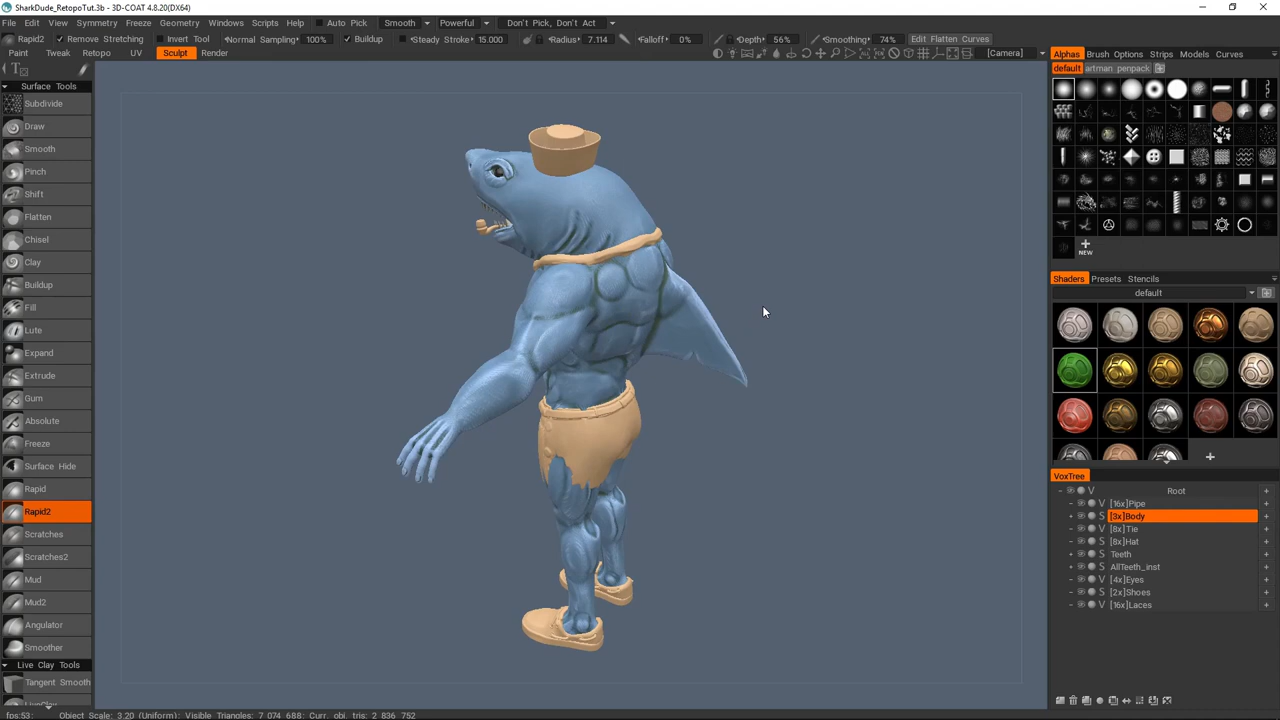 SharkDude_RetopoTut.3b - 3D-COAT 4.8.20(DX64)
File Edit View Symmetry Freeze Geometry Windows Scripts Help Auto Pick Smooth Powerful Don't Pick, Don't Act
Rapid2 Remove Stretching Invert Tool Normal Sampling: 100% Buildup Steady Stroke: 15.000 Radius: 7.114 Falloff: 0% Depth: 56% Smoothing: 74% Edit Flatten Curves
Paint Tweak Retopo UV Sculpt Render [Camera]
Alphas Brush Options Strips Models Curves
default artman penpack
Surface Tools
Subdivide
Draw
Smooth
Pinch
Shift
Flatten
Chisel
Clay
Buildup
Fill
Lute
Expand
Extrude
Gum
Absolute
Freeze
Surface Hide
Rapid
Rapid2
Scratches
Scratches2
Mud
Mud2
Angulator
Smoother
Live Clay Tools
Tangent Smooth
LiveClay
NEW
Shaders Presets Stencils
default
VoxTree
V Root
V [16x]Pipe
S [3x]Body
V [8x]Tie
S [8x]Hat
S Teeth
S AllTeeth_inst
V [4x]Eyes
S [2x]Shoes
V [16x]Laces
fps:53: Object Scale: 3.20 (Uniform): Visible Triangles: 7 074 688: Curr. obj. tris: 2 836 752